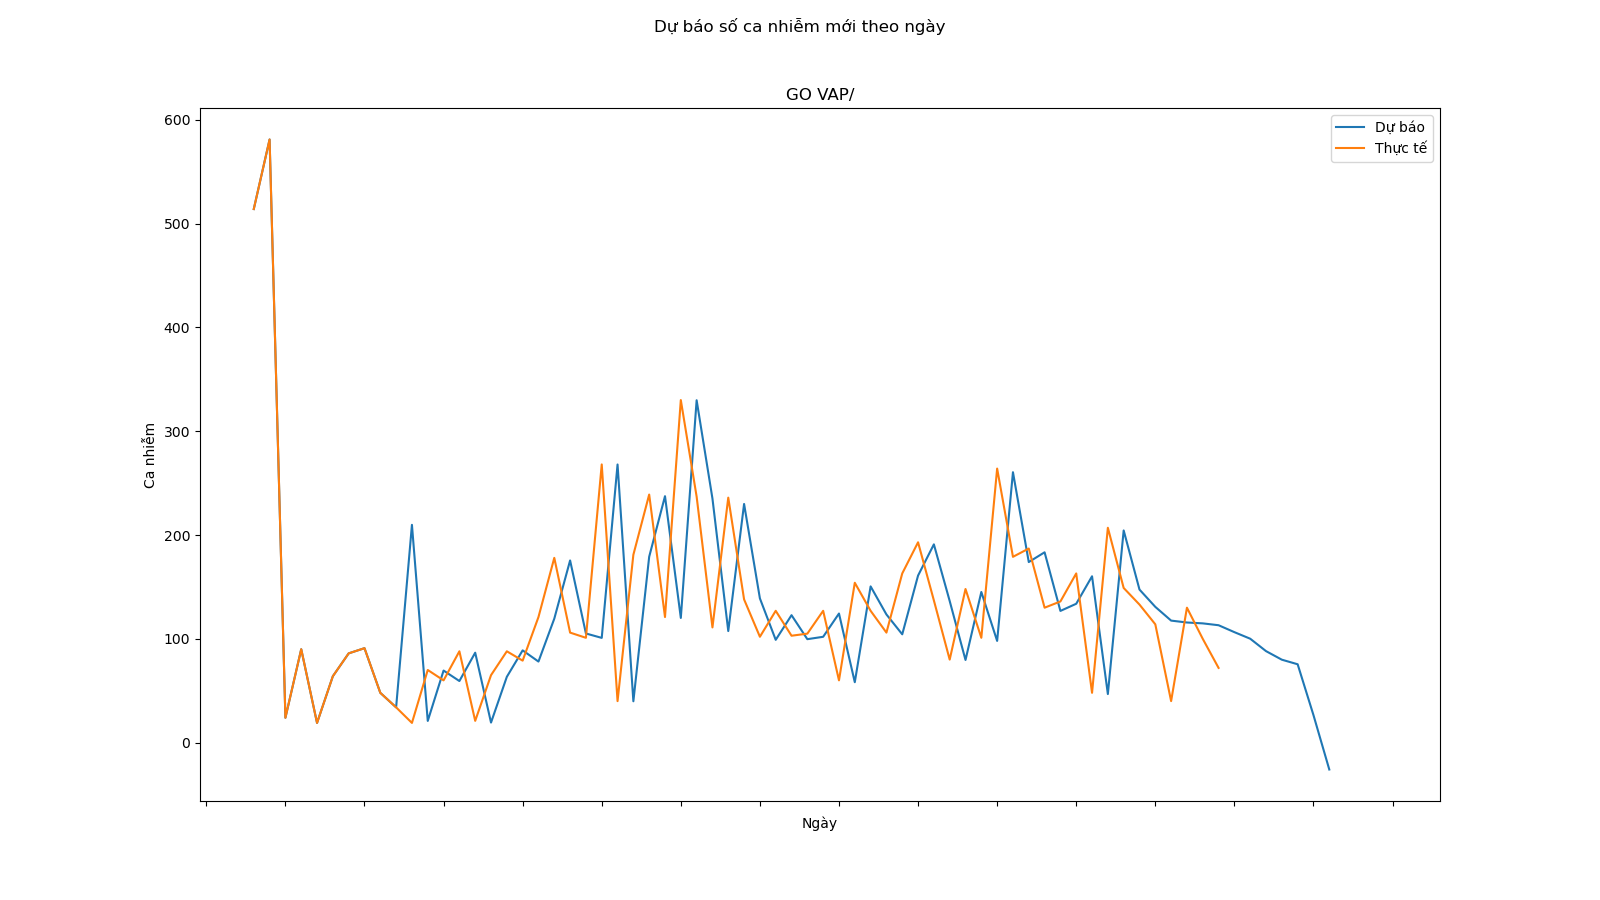 Dự báo số ca nhiễm mới theo ngày
GO VAP/
Dự báo
Thực tế
600
500
400
300
200
100
0
Ca nhiễm
Ngày